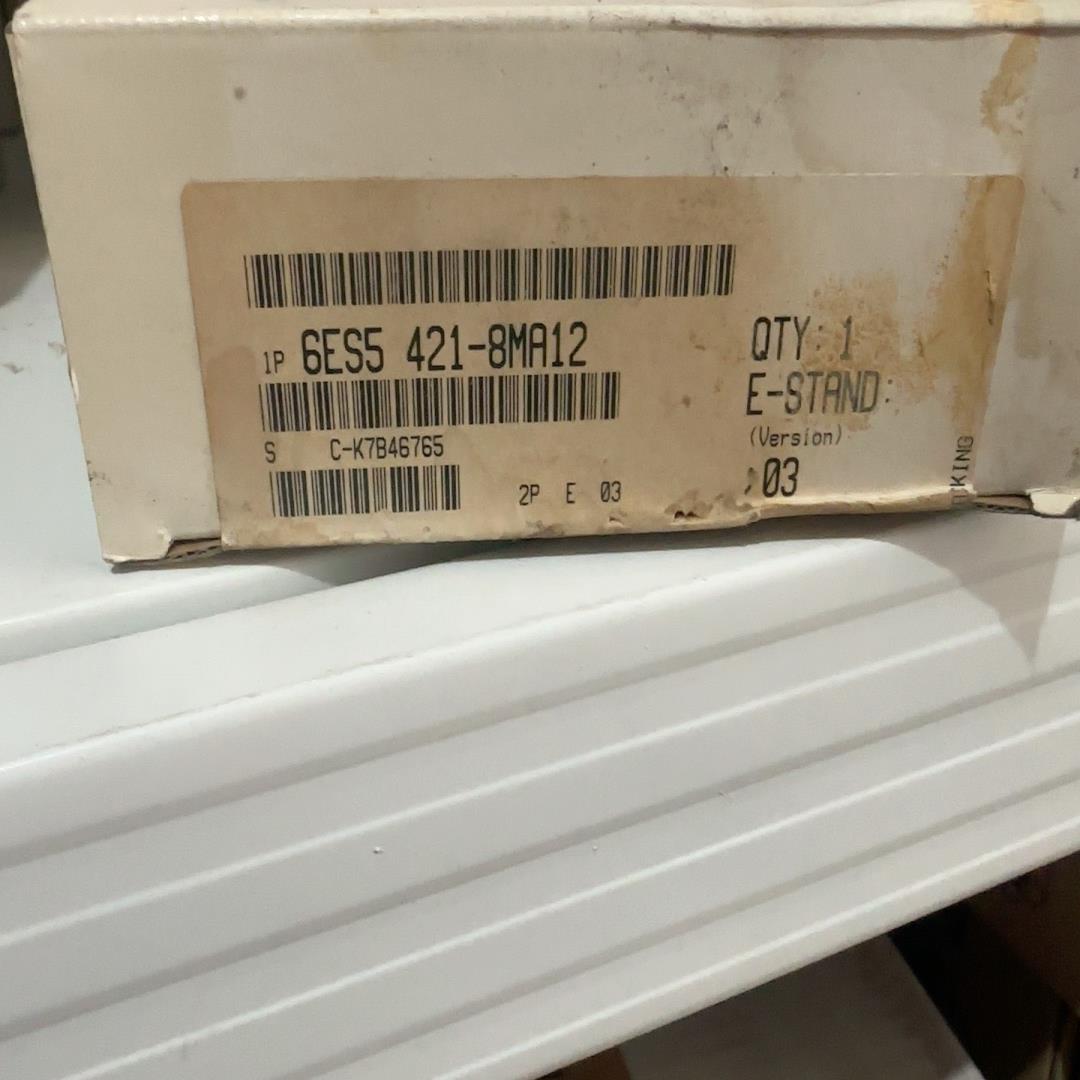 1P 6ES5 421-8MA12
S C-K7B46765
2P E 03
QTY: 1
E-STAND:
(Version)
03